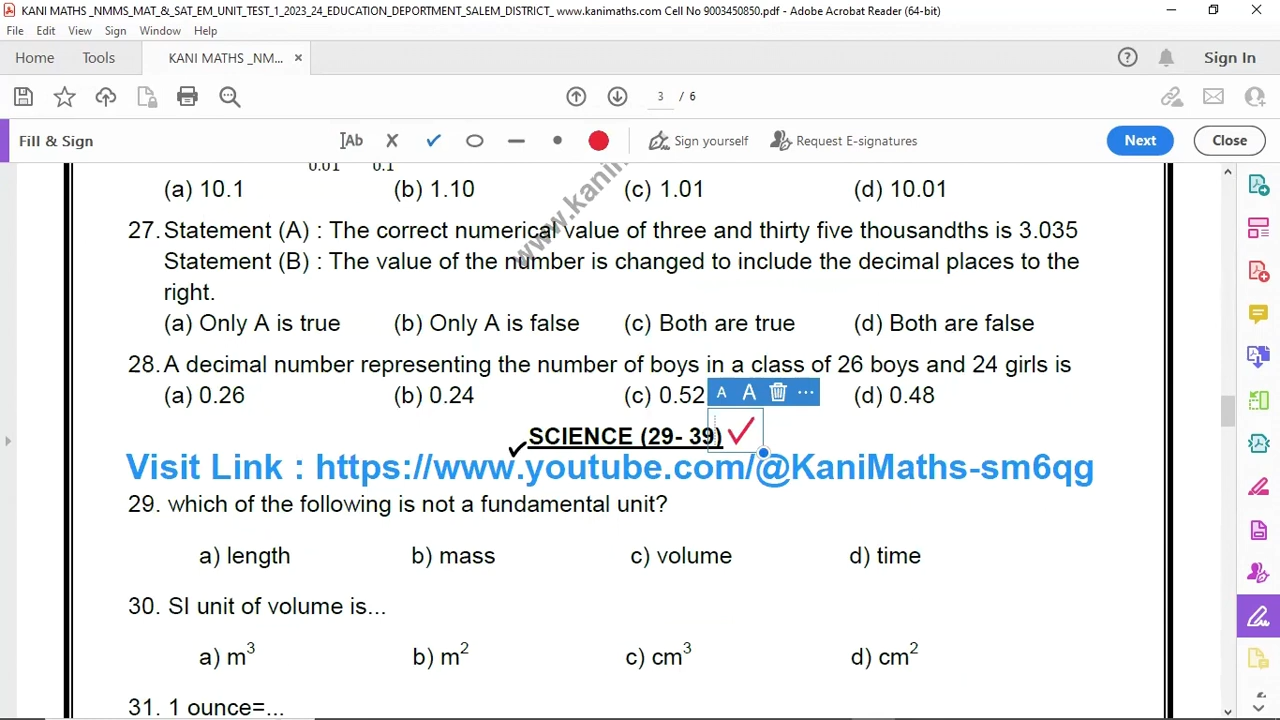 KANI MATHS _NMMS_MAT_&_SAT_EM_UNIT_TEST_1_2023_24_EDUCATION_DEPORTMENT_SALEM_DISTRICT_ www.kanimaths.com Cell No 9003450850.pdf - Adobe Acrobat Reader (64-bit)
File Edit View Sign Window Help
Home Tools KANI MATHS _NM... × Sign In
3 / 6
Fill & Sign Ab Sign yourself Request E-signatures Next Close
0.01 0.1
(a) 10.1 (b) 1.10 (c) 1.01 (d) 10.01
www.kanim
27. Statement (A) : The correct numerical value of three and thirty five thousandths is 3.035
Statement (B) : The value of the number is changed to include the decimal places to the
right.
(a) Only A is true (b) Only A is false (c) Both are true (d) Both are false
28. A decimal number representing the number of boys in a class of 26 boys and 24 girls is
(a) 0.26 (b) 0.24 (c) 0.52 A A ... (d) 0.48
SCIENCE (29- 39)
Visit Link : https://www.youtube.com/@KaniMaths-sm6qg
29. which of the following is not a fundamental unit?
a) length b) mass c) volume d) time
30. SI unit of volume is...
a) m³ b) m² c) cm³ d) cm²
31. 1 ounce=...